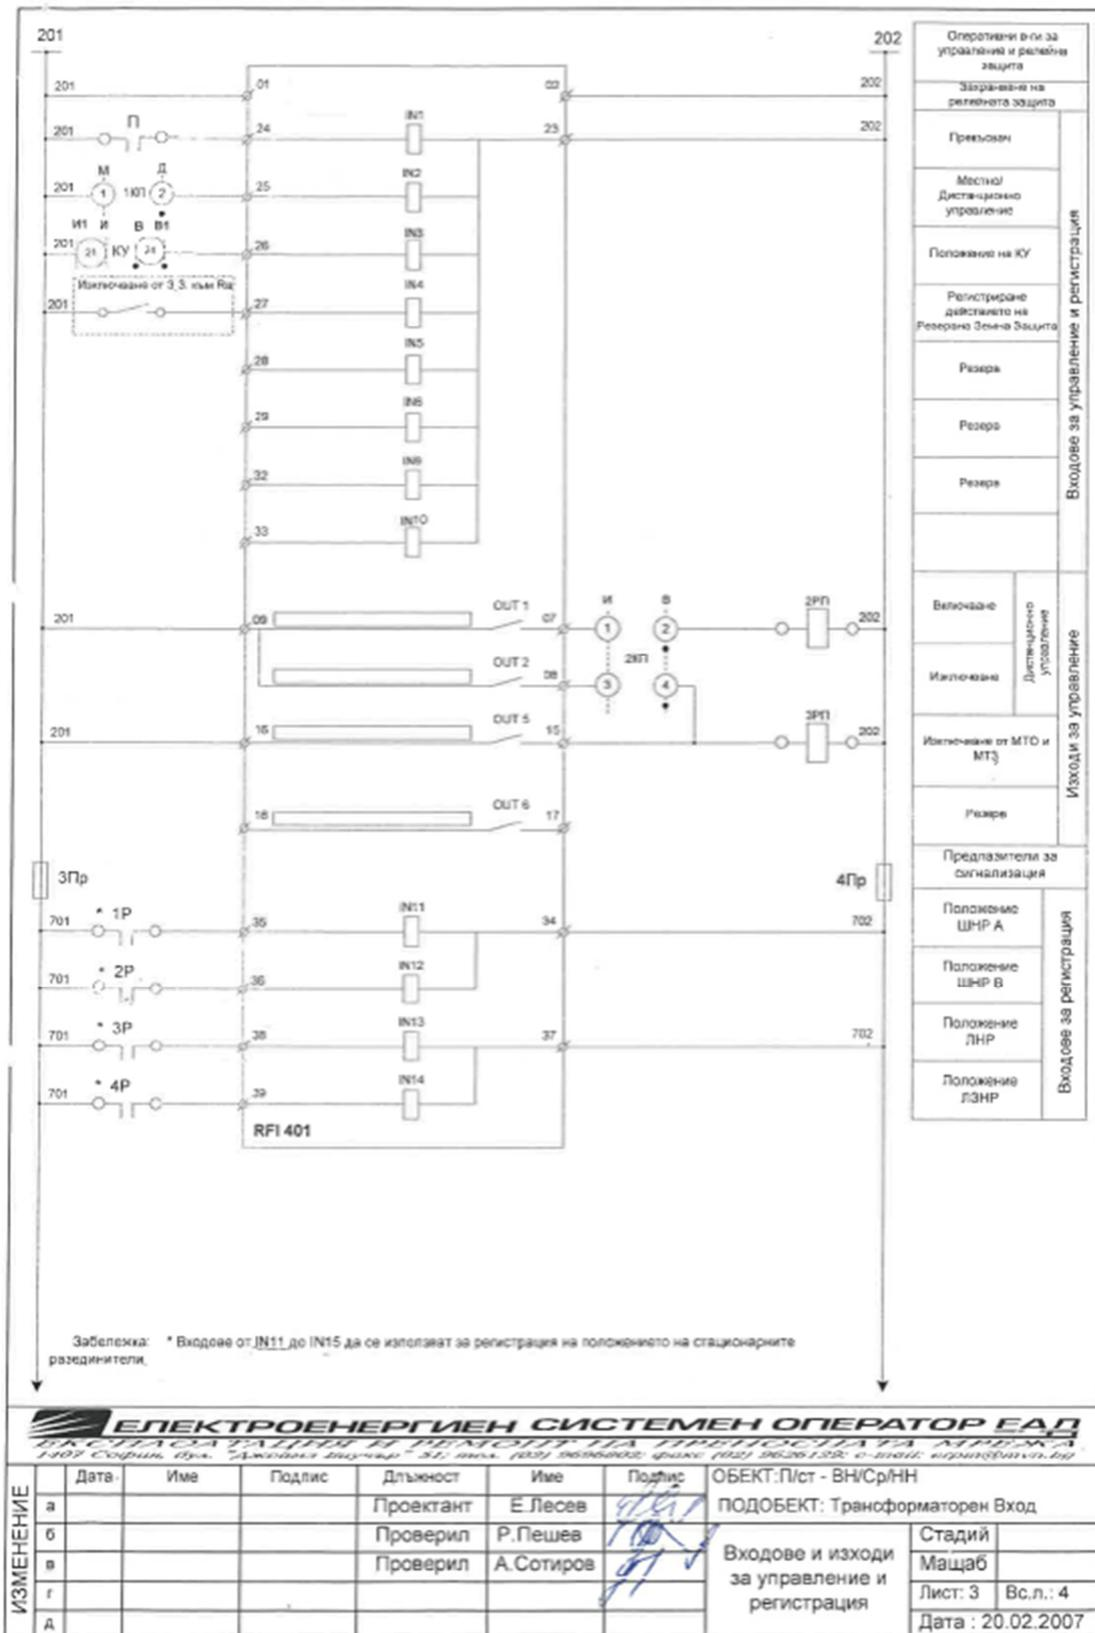 201
202
Оперативни в-ги за
управление и релейна
защита
201
01
02
202
Захранване на
релейната защита
201
П
24
IN1
23
202
Прекъсвач
201
М
1
1КП
Д
2
25
IN2
Местно/
Дистанционно
управление
201
И1 И
21
КУ
В В1
26
IN3
Положение на КУ
Изключване от З.З. към Rц
201
27
IN4
Регистриране
действието на
Резервна Земна Защита
28
IN5
Резерв
29
IN6
Резерв
32
IN9
Резерв
33
IN10
Входове за управление и регистрация
201
09
OUT 1
07
И
1
В
2
2РП
202
Включване
OUT 2
08
2КП
3
4
Изключване
Дистанционно
управление
201
16
OUT 5
15
3РП
202
Изключване от МТО и
МТЗ
18
OUT 6
17
Резерв
Изходи за управление
3Пр
4Пр
Предпазители за
сигнализация
701
* 1Р
35
IN11
34
702
Положение
ШНР А
701
* 2Р
36
IN12
Положение
ШНР В
701
* 3Р
38
IN13
37
702
Положение
ЛНР
701
* 4Р
39
IN14
Положение
ЛЗНР
Входове за регистрация
RFI 401
Забележка: * Входове от IN11 до IN15 да се използват за регистрация на положението на стационарните
разединители.
ЕЛЕКТРОЕНЕРГИЕН СИСТЕМЕН ОПЕРАТОР ЕАД
ЕКСПЛОАТАЦИЯ И РЕМОНТ НА ПРЕНОСНАТА МРЕЖА
1407 София, бул.
ИЗМЕНЕНИЕ
Дата Име Подпис Длъжност Име Подпис
а Проектант Е.Лесев
б Проверил Р.Пешев
в Проверил А.Сотиров
г
д
ОБЕКТ:П/ст - ВН/Ср/НН
ПОДОБЕКТ: Трансформаторен Вход
Входове и изходи
за управление и
регистрация
Стадий
Мащаб
Лист: 3 Вс.л.: 4
Дата : 20.02.2007